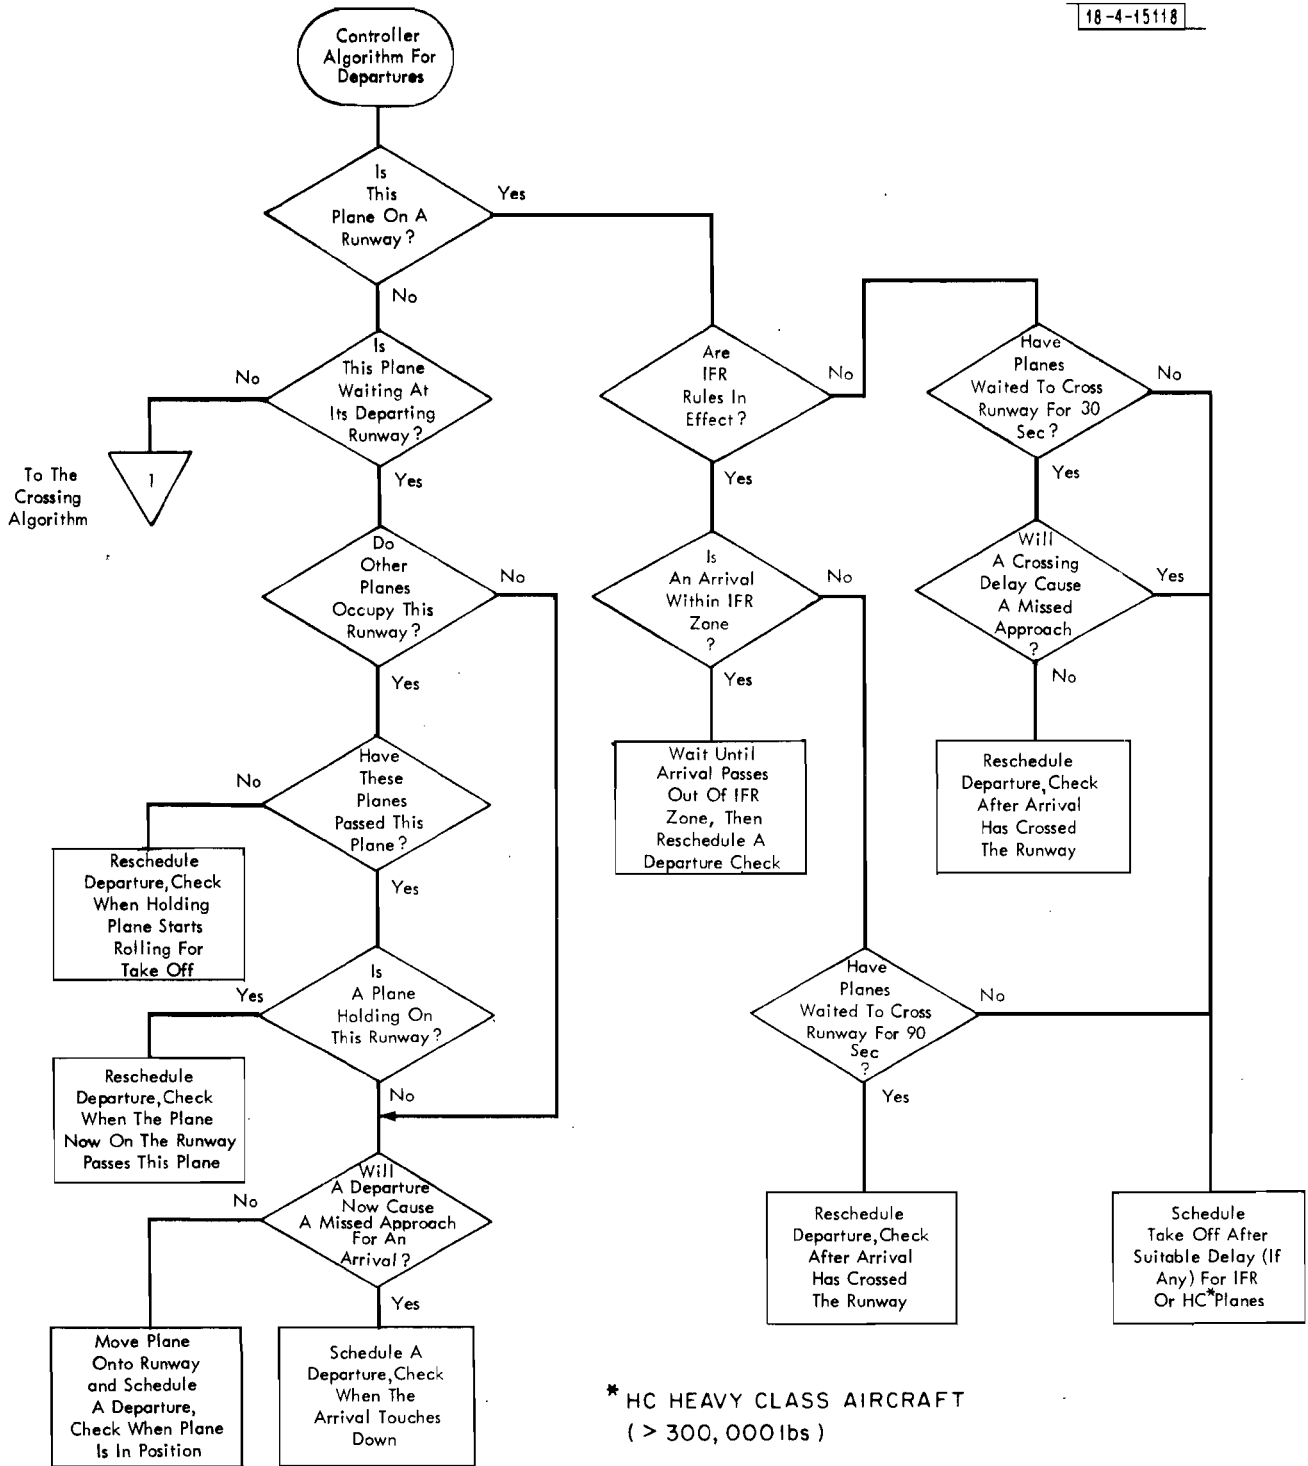 18-4-15118
Controller
Algorithm For
Departures
Is
This
Plane On A
Runway?
Yes
No
Is
This Plane
Waiting At
Its Departing
Runway?
No
Yes
To The
Crossing
Algorithm
1
Do
Other
Planes
Occupy This
Runway?
No
Yes
Have
These
Planes
Passed This
Plane?
No
Yes
Reschedule
Departure, Check
When Holding
Plane Starts
Rolling For
Take Off
Is
A Plane
Holding On
This Runway?
Yes
No
Reschedule
Departure, Check
When The Plane
Now On The Runway
Passes This Plane
Will
A Departure
Now Cause
A Missed Approach
For An
Arrival?
No
Yes
Move Plane
Onto Runway
and Schedule
A Departure,
Check When Plane
Is In Position
Schedule A
Departure, Check
When The
Arrival Touches
Down
Are
IFR
Rules In
Effect?
No
Yes
Is
An Arrival
Within IFR
Zone
?
No
Yes
Wait Until
Arrival Passes
Out Of IFR
Zone, Then
Reschedule A
Departure Check
Have
Planes
Waited To Cross
Runway For 30
Sec?
No
Yes
Will
A Crossing
Delay Cause
A Missed
Approach
?
Yes
No
Reschedule
Departure, Check
After Arrival
Has Crossed
The Runway
Have
Planes
Waited To Cross
Runway For 90
Sec
?
No
Yes
Reschedule
Departure, Check
After Arrival
Has Crossed
The Runway
Schedule
Take Off After
Suitable Delay (If
Any) For IFR
Or HC* Planes
* HC HEAVY CLASS AIRCRAFT
(> 300,000 lbs)